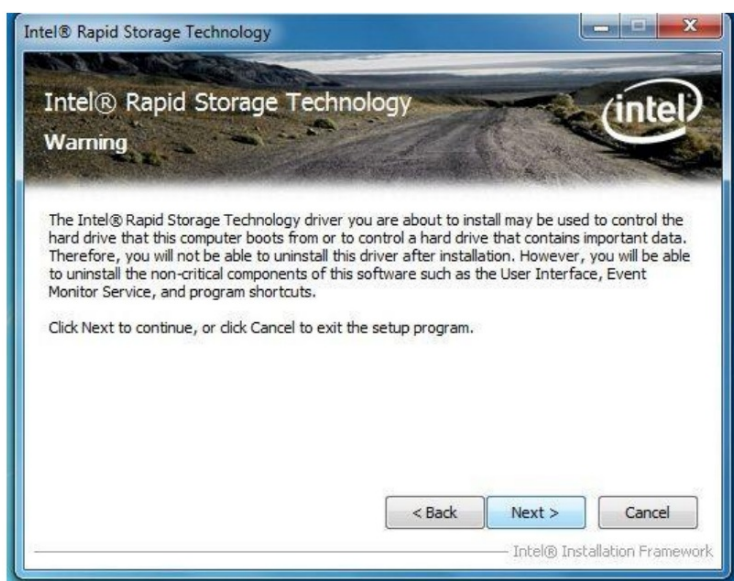 Intel® Rapid Storage Technology
Intel® Rapid Storage Technology
Warning
intel
The Intel® Rapid Storage Technology driver you are about to install may be used to control the
hard drive that this computer boots from or to control a hard drive that contains important data.
Therefore, you will not be able to uninstall this driver after installation. However, you will be able
to uninstall the non-critical components of this software such as the User Interface, Event
Monitor Service, and program shortcuts.
Click Next to continue, or click Cancel to exit the setup program.
< Back Next > Cancel
Intel® Installation Framework